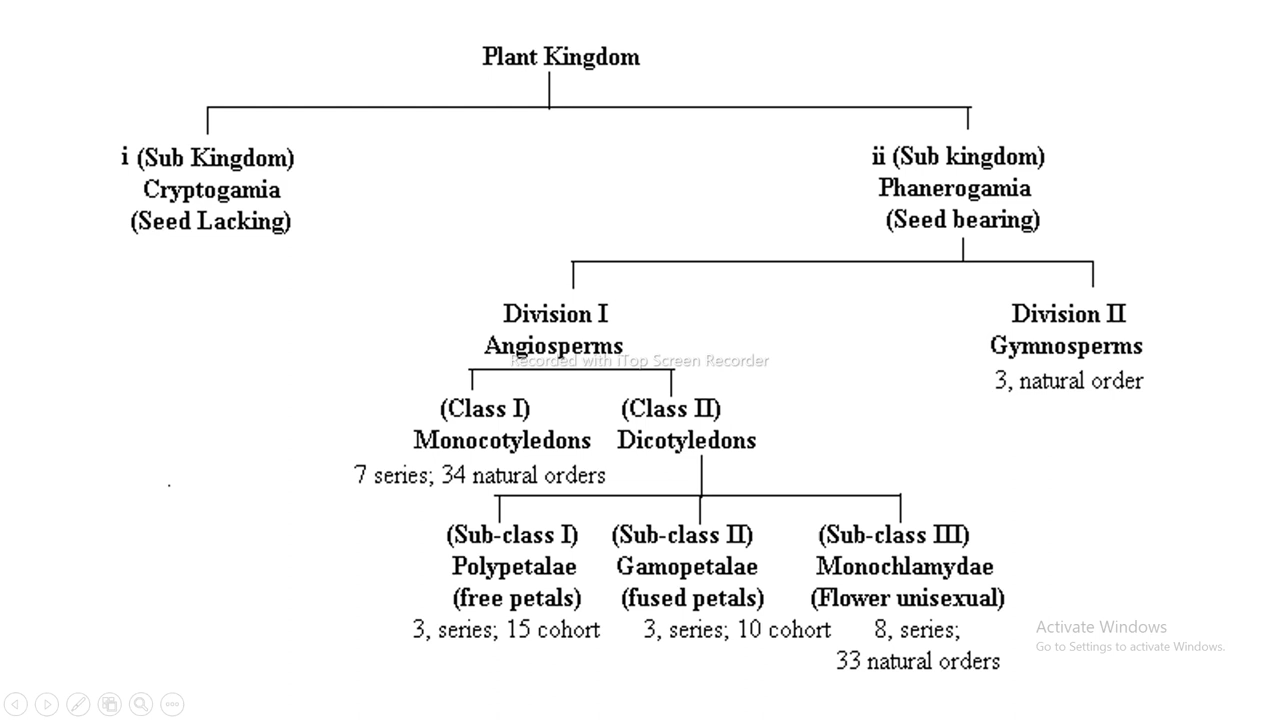 Plant Kingdom
i (Sub Kingdom)
Cryptogamia
(Seed Lacking)
ii (Sub kingdom)
Phanerogamia
(Seed bearing)
Division I
Angiosperms
Division II
Gymnosperms
3, natural order
Recorded with iTop Screen Recorder
(Class I)
Monocotyledons
7 series; 34 natural orders
(Class II)
Dicotyledons
(Sub-class I)
Polypetalae
(free petals)
3, series; 15 cohort
(Sub-class II)
Gamopetalae
(fused petals)
3, series; 10 cohort
(Sub-class III)
Monochlamydae
(Flower unisexual)
8, series;
33 natural orders
Activate Windows
Go to Settings to activate Windows.